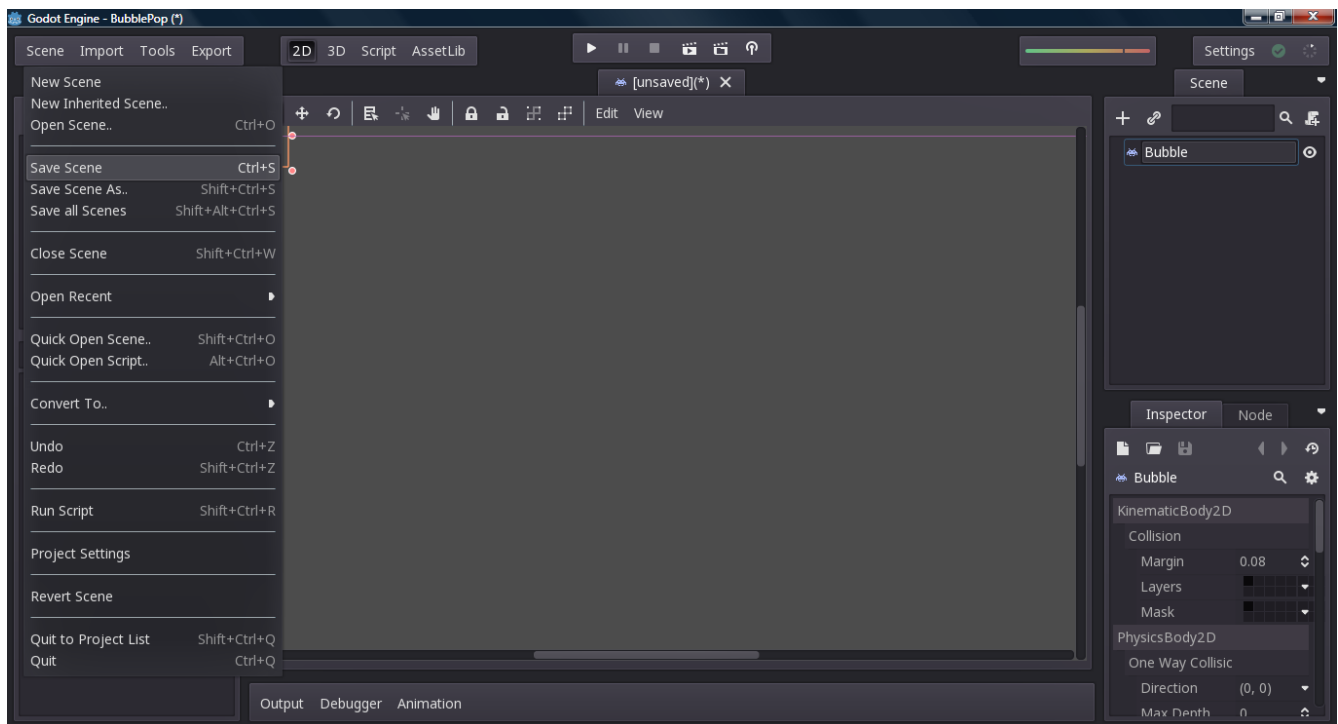 Godot Engine - BubblePop (*)
Scene Import Tools Export 2D 3D Script AssetLib Settings
[unsaved](*)
Scene
New Scene
New Inherited Scene..
Open Scene.. Ctrl+O
Edit View
Save Scene Ctrl+S
Save Scene As.. Shift+Ctrl+S
Save all Scenes Shift+Alt+Ctrl+S
Close Scene Shift+Ctrl+W
Open Recent
Quick Open Scene.. Shift+Ctrl+O
Quick Open Script.. Alt+Ctrl+O
Convert To..
Undo Ctrl+Z
Redo Shift+Ctrl+Z
Run Script Shift+Ctrl+R
Project Settings
Revert Scene
Quit to Project List Shift+Ctrl+Q
Quit Ctrl+Q
Output Debugger Animation
Bubble
Inspector Node
Bubble
KinematicBody2D
Collision
Margin 0.08
Layers
Mask
PhysicsBody2D
One Way Collisic
Direction (0, 0)
Max Depth 0